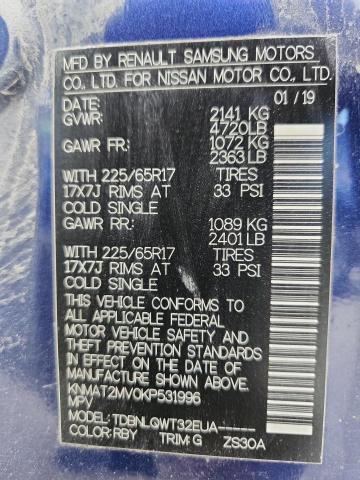 MFD BY RENAULT SAMSUNG MOTORS
CO., LTD. FOR NISSAN MOTOR CO., LTD.
DATE: 01/19
GVWR: 2141 KG
4720LB
GAWR FR: 1072 KG
2363 LB
WITH 225/65R17 TIRES
17X7J RIMS AT 33 PSI
COLD SINGLE
GAWR RR: 1089 KG
2401 LB
WITH 225/65R17 TIRES
17X7J RIMS AT 33 PSI
COLD SINGLE
THIS VEHICLE CONFORMS TO
ALL APPLICABLE FEDERAL
MOTOR VEHICLE SAFETY AND
THEFT PREVENTION STANDARDS
IN EFFECT ON THE DATE OF
MANUFACTURE SHOWN ABOVE.
KNMAT2MV0KP531996
MPV
MODEL: TDBNLQWT32EUA-----
COLOR: RBY TRIM: G ZS30A